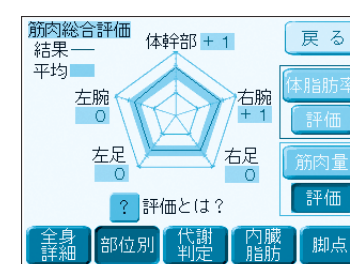 筋肉総合評価
結果
平均
体幹部 +1
戻る
左腕
0
右腕
+1
体脂肪率
評価
左足
0
右足
0
筋肉量
評価
? 評価とは？
全身
詳細
部位別
代謝
判定
内臓
脂肪
脚点